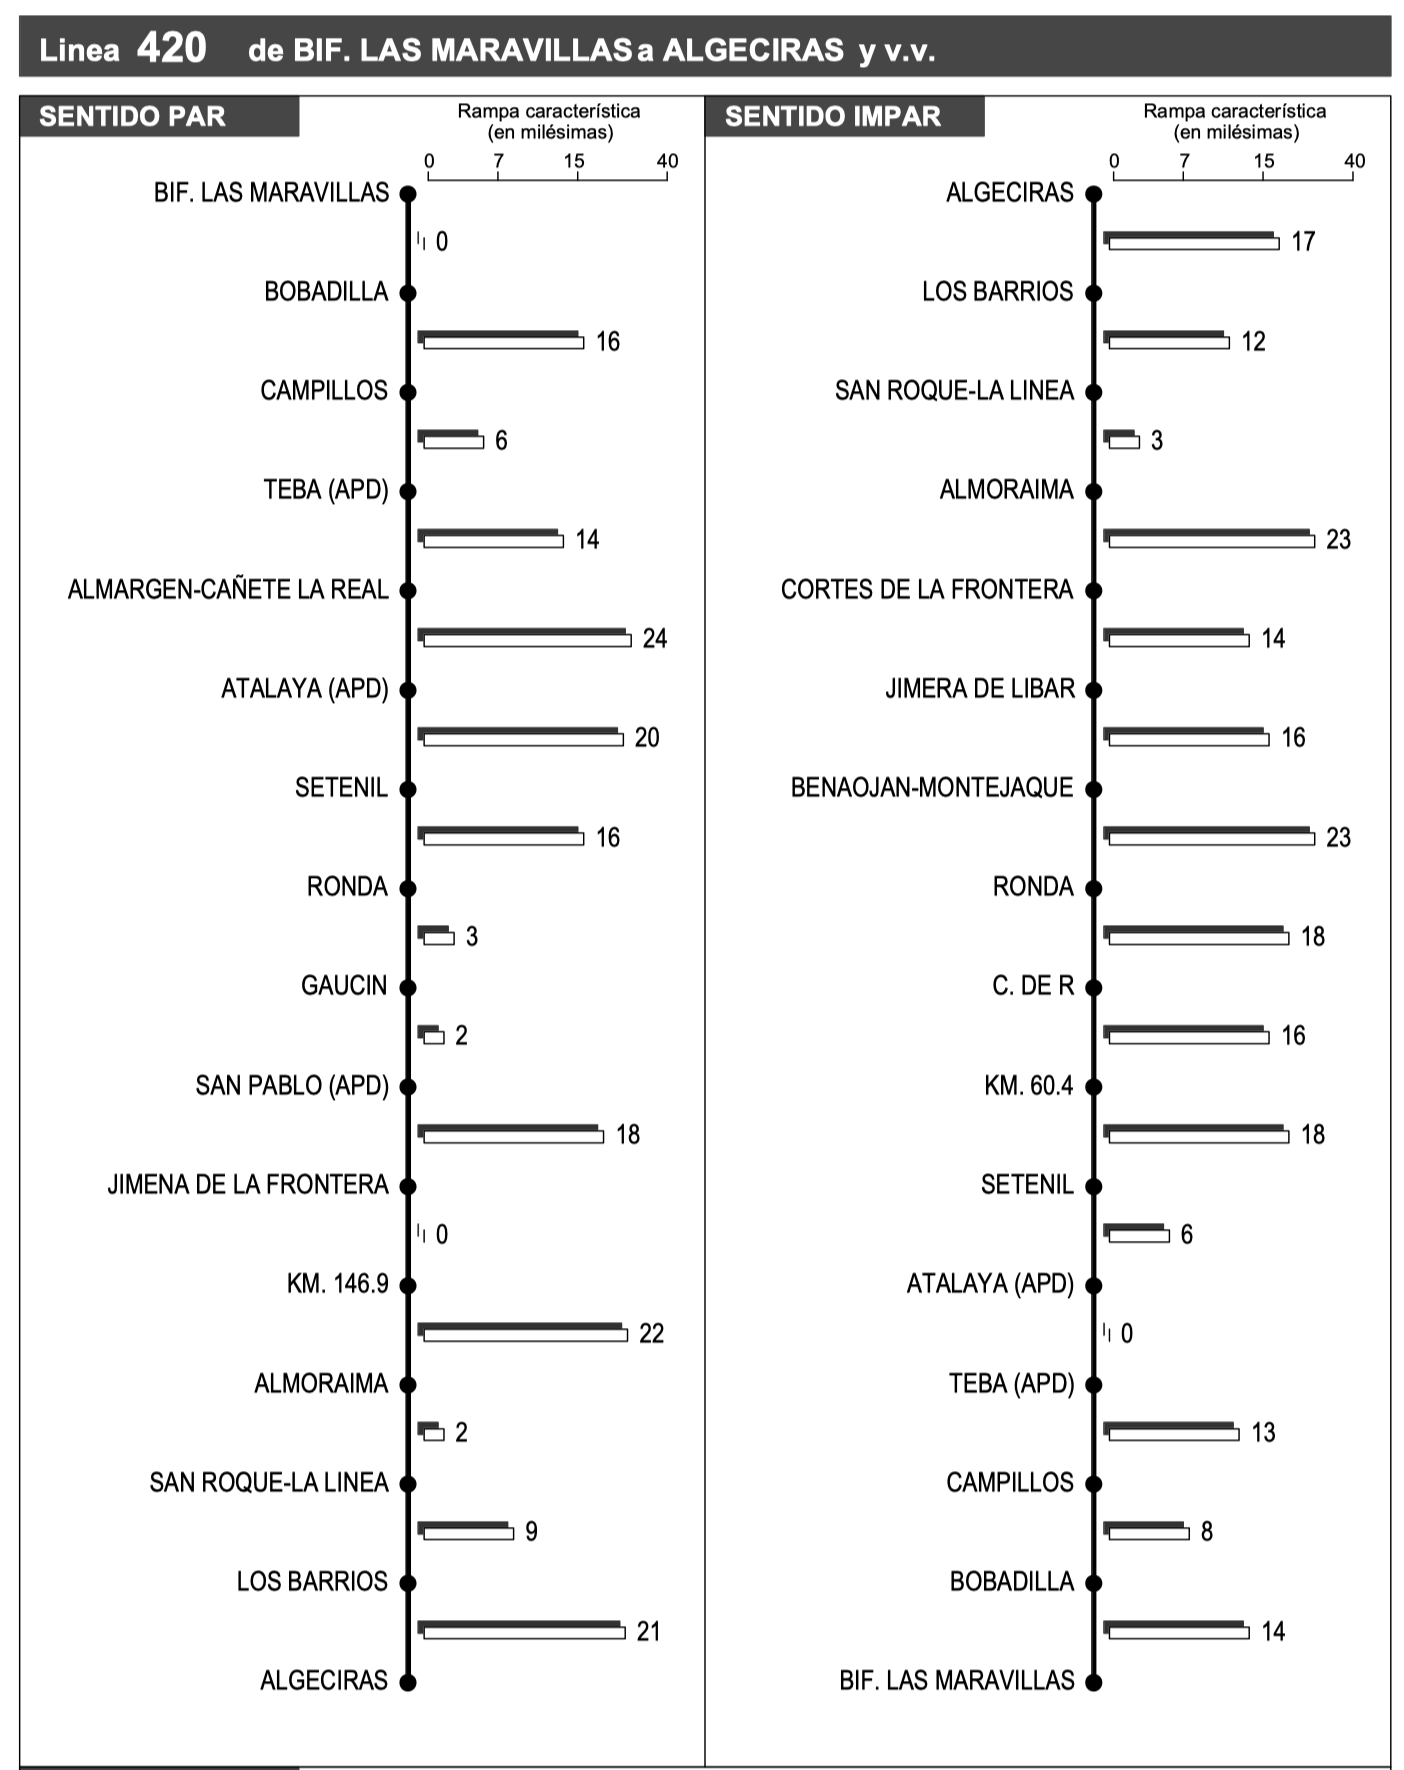 Linea 420 de BIF. LAS MARAVILLAS a ALGECIRAS y v.v.
SENTIDO PAR
Rampa característica
(en milésimas)
0 7 15 40
BIF. LAS MARAVILLAS
0
BOBADILLA
16
CAMPILLOS
6
TEBA (APD)
14
ALMARGEN-CAÑETE LA REAL
24
ATALAYA (APD)
20
SETENIL
16
RONDA
3
GAUCIN
2
SAN PABLO (APD)
18
JIMENA DE LA FRONTERA
0
KM. 146.9
22
ALMORAIMA
2
SAN ROQUE-LA LINEA
9
LOS BARRIOS
21
ALGECIRAS
SENTIDO IMPAR
Rampa característica
(en milésimas)
0 7 15 40
ALGECIRAS
17
LOS BARRIOS
12
SAN ROQUE-LA LINEA
3
ALMORAIMA
23
CORTES DE LA FRONTERA
14
JIMERA DE LIBAR
16
BENAOJAN-MONTEJAQUE
23
RONDA
18
C. DE R
16
KM. 60.4
18
SETENIL
6
ATALAYA (APD)
0
TEBA (APD)
13
CAMPILLOS
8
BOBADILLA
14
BIF. LAS MARAVILLAS